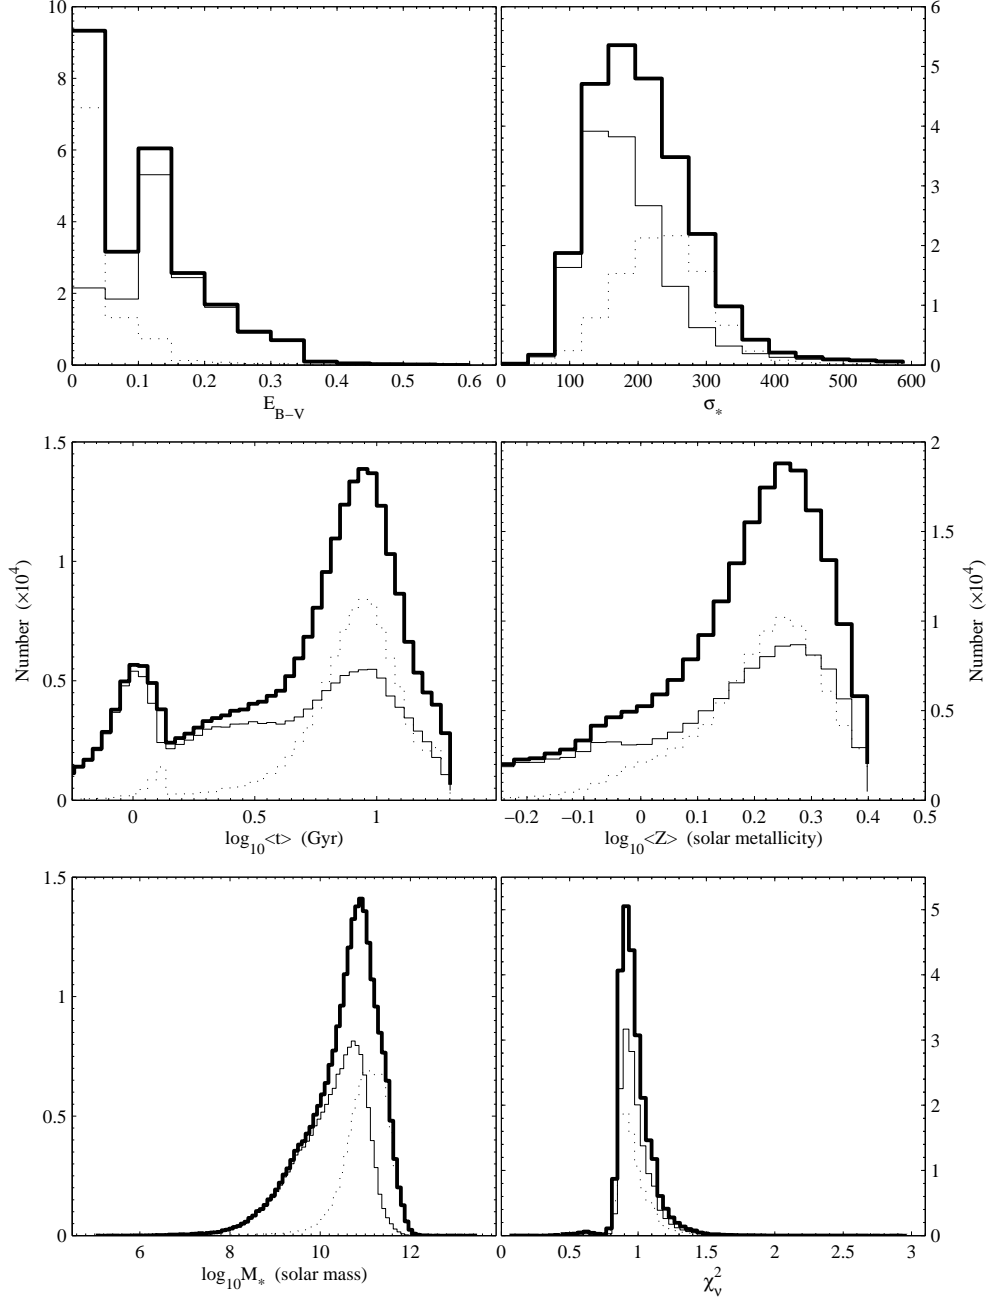 10
8
6
4
2
0
0 0.1 0.2 0.3 0.4 0.5 0.6
E_{B−V}
6
5
4
3
2
1
0
0 100 200 300 400 500 600
σ_*
1.5
1
0.5
0
0 0.5 1
log_{10}<t> (Gyr)
Number (×10^4)
2
1.5
1
0.5
0
−0.2 −0.1 0 0.1 0.2 0.3 0.4 0.5
log_{10}<Z> (solar metallicity)
Number (×10^4)
1.5
1
0.5
0
6 8 10 12
log_{10}M_* (solar mass)
5
4
3
2
1
0
0 0.5 1 1.5 2 2.5 3
χ_ν^2